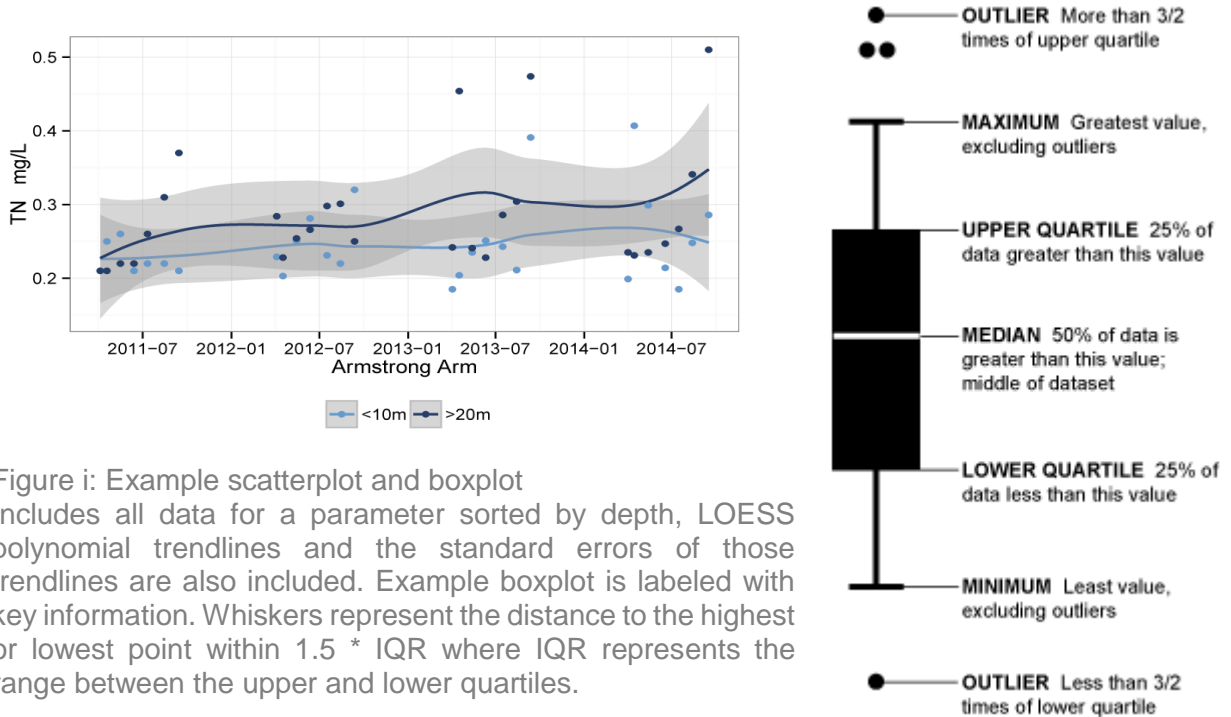 0.5
0.4
0.3
0.2
TN mg/L
2011-07 2012-01 2012-07 2013-01 2013-07 2014-01 2014-07
Armstrong Arm
<10m >20m
Figure i: Example scatterplot and boxplot
includes all data for a parameter sorted by depth, LOESS
polynomial trendlines and the standard errors of those
trendlines are also included. Example boxplot is labeled with
key information. Whiskers represent the distance to the highest
or lowest point within 1.5 * IQR where IQR represents the
range between the upper and lower quartiles.
OUTLIER More than 3/2
times of upper quartile
MAXIMUM Greatest value,
excluding outliers
UPPER QUARTILE 25% of
data greater than this value
MEDIAN 50% of data is
greater than this value;
middle of dataset
LOWER QUARTILE 25% of
data less than this value
MINIMUM Least value,
excluding outliers
OUTLIER Less than 3/2
times of lower quartile